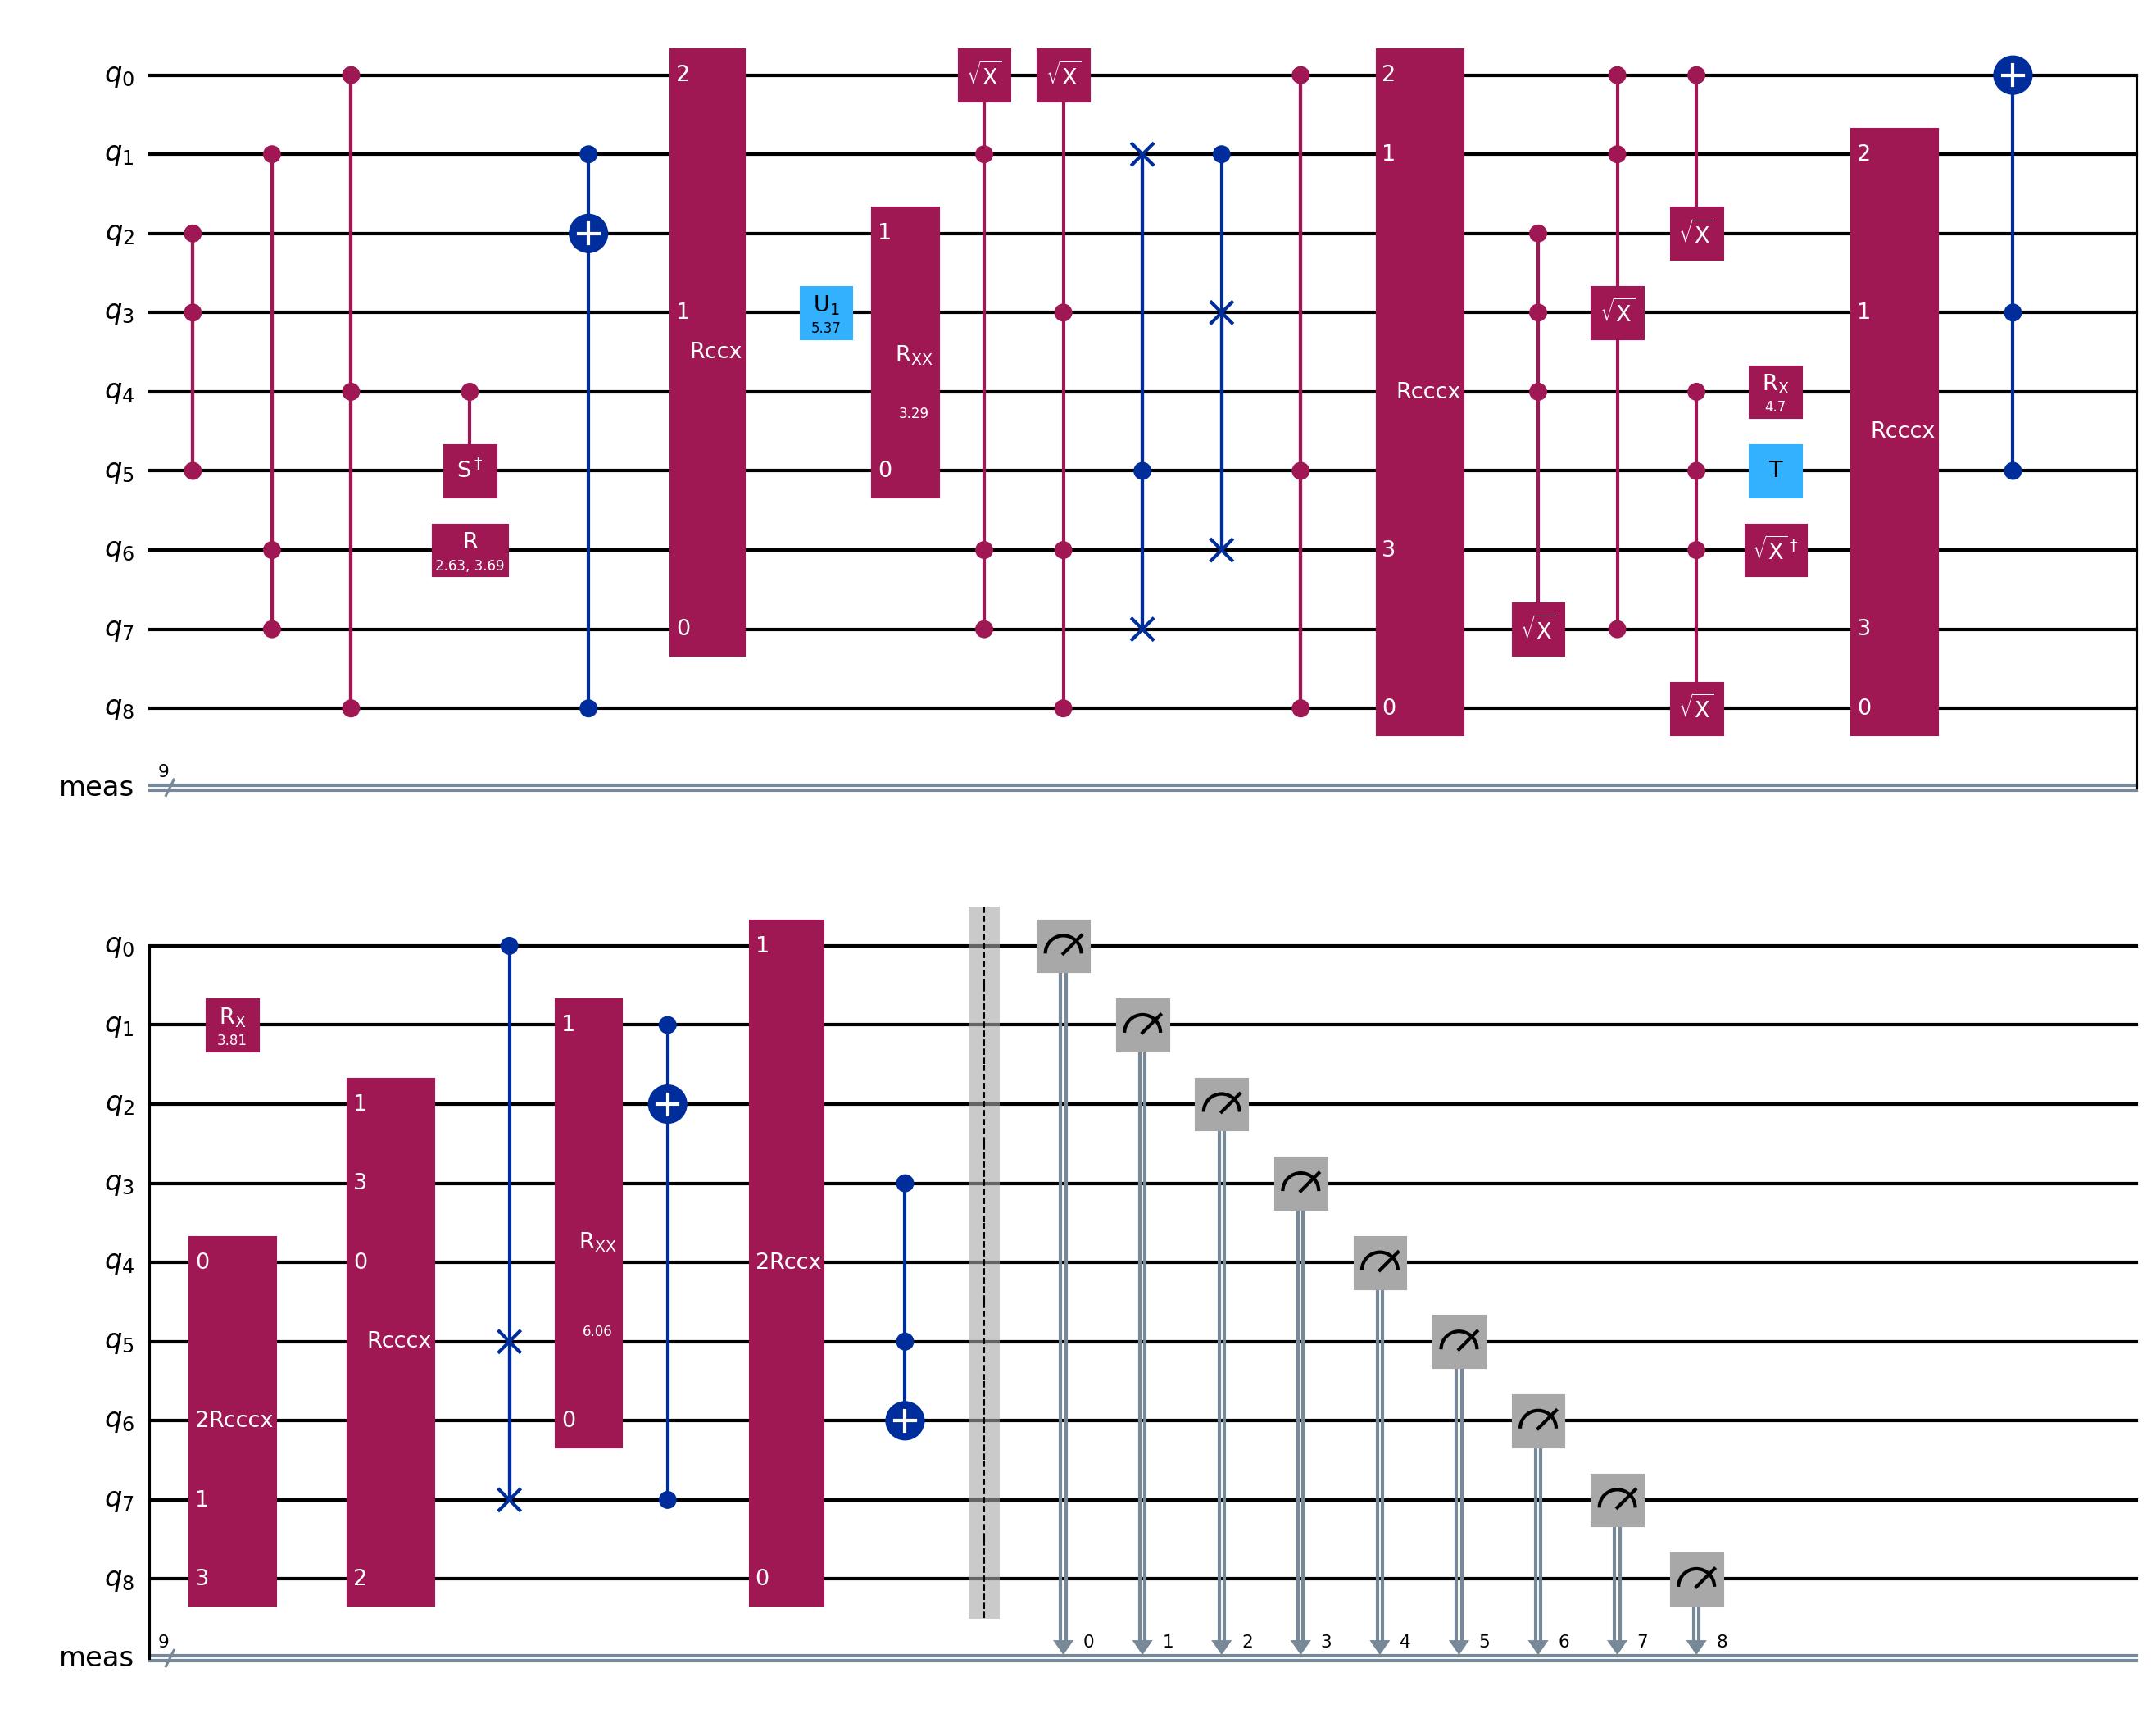 q0 2 √X √X 2
q1 1 2
q2 1 √X
q3 1 U1 5.37 √X 1
Rccx RXX
q4 3.29 Rcccx RX 4.7
Rcccx
q5 S† 0 T
q6 R 2.63, 3.69 3 √X† 3
q7 0 √X 3
q8 0 √X 0
meas 9
q0 1
q1 RX 3.81 1
q2 1
q3 3
RXX
q4 0 0 2Rccx
q5 Rcccx 6.06
q6 2Rcccx 0
q7 1
q8 3 2 0
meas 9 0 1 2 3 4 5 6 7 8